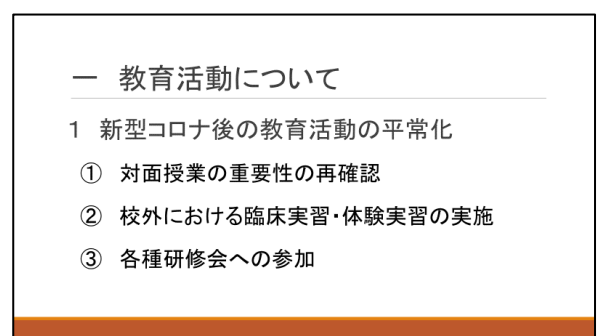 一 教育活動について
1 新型コロナ後の教育活動の平常化
① 対面授業の重要性の再確認
② 校外における臨床実習・体験実習の実施
③ 各種研修会への参加